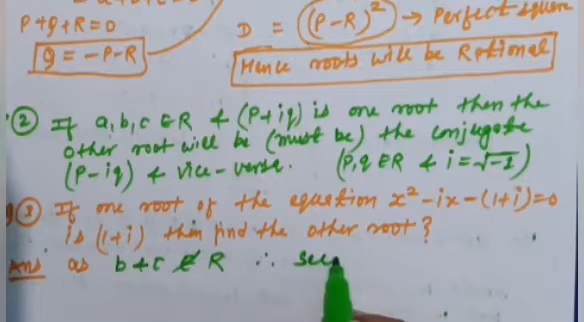 P+q+R=0
D = (P-R)² → Perfect square
q = -P-R
Hence roots will be Rational
② If a,b,c ∈ R & (P+iq) is one root then the
other root will be (must be) the conjugate
(P-iq) & vice-versa. (P,q ∈ R & i=√-1)
③ If one root of the equation x²-ix-(1+i)=0
is (1+i) then find the other root?
Ans as b & c ∉ R ∴ sec